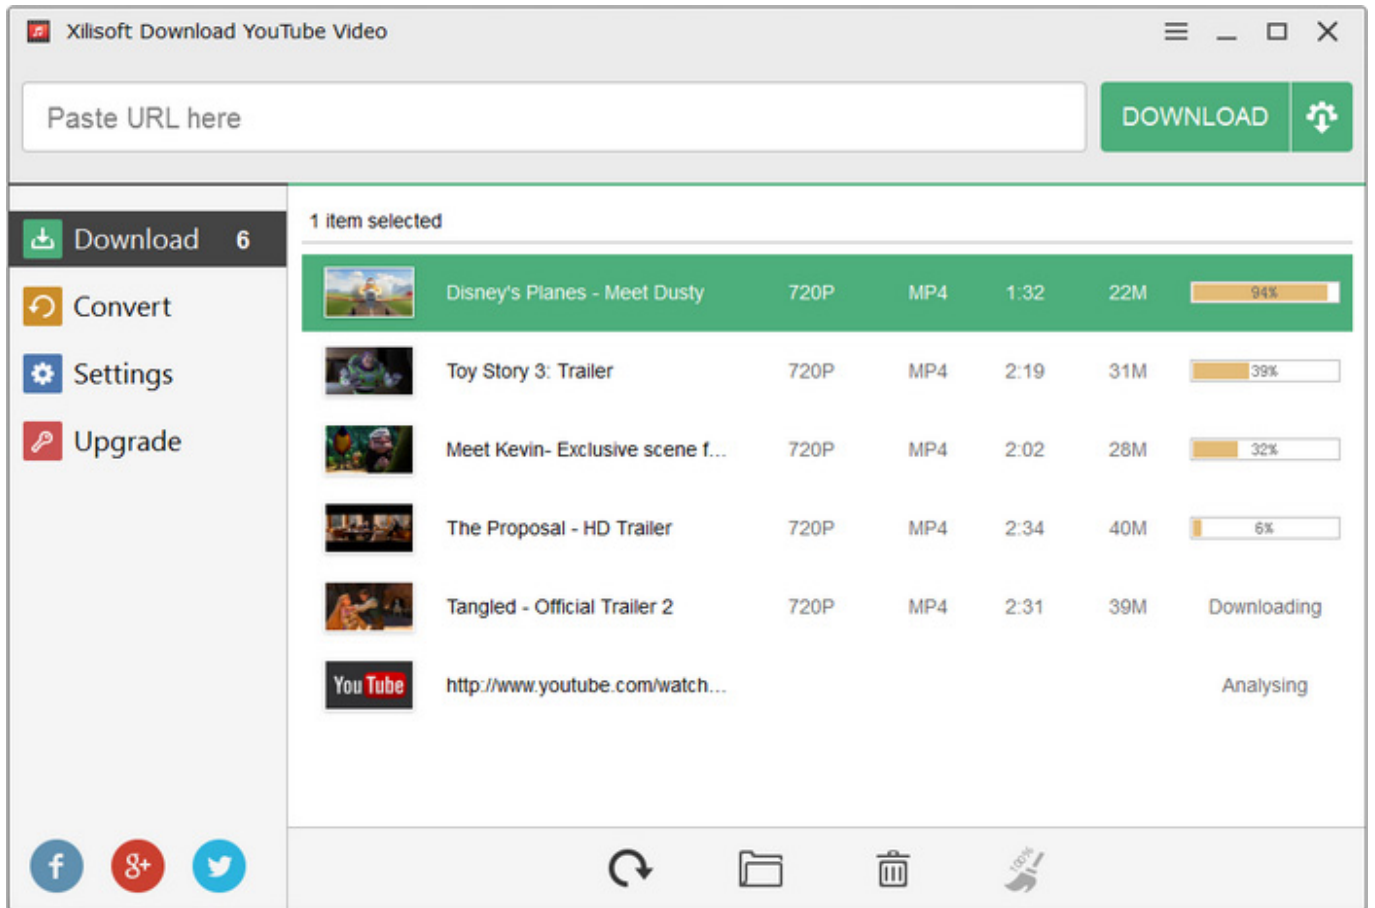 Xilisoft Download YouTube Video
Paste URL here
DOWNLOAD
Download 6
Convert
Settings
Upgrade
1 item selected
Disney's Planes - Meet Dusty 720P MP4 1:32 22M 94%
Toy Story 3: Trailer 720P MP4 2:19 31M 39%
Meet Kevin- Exclusive scene f... 720P MP4 2:02 28M 32%
The Proposal - HD Trailer 720P MP4 2:34 40M 6%
Tangled - Official Trailer 2 720P MP4 2:31 39M Downloading
You Tube http://www.youtube.com/watch... Analysing
f 8+ 100%